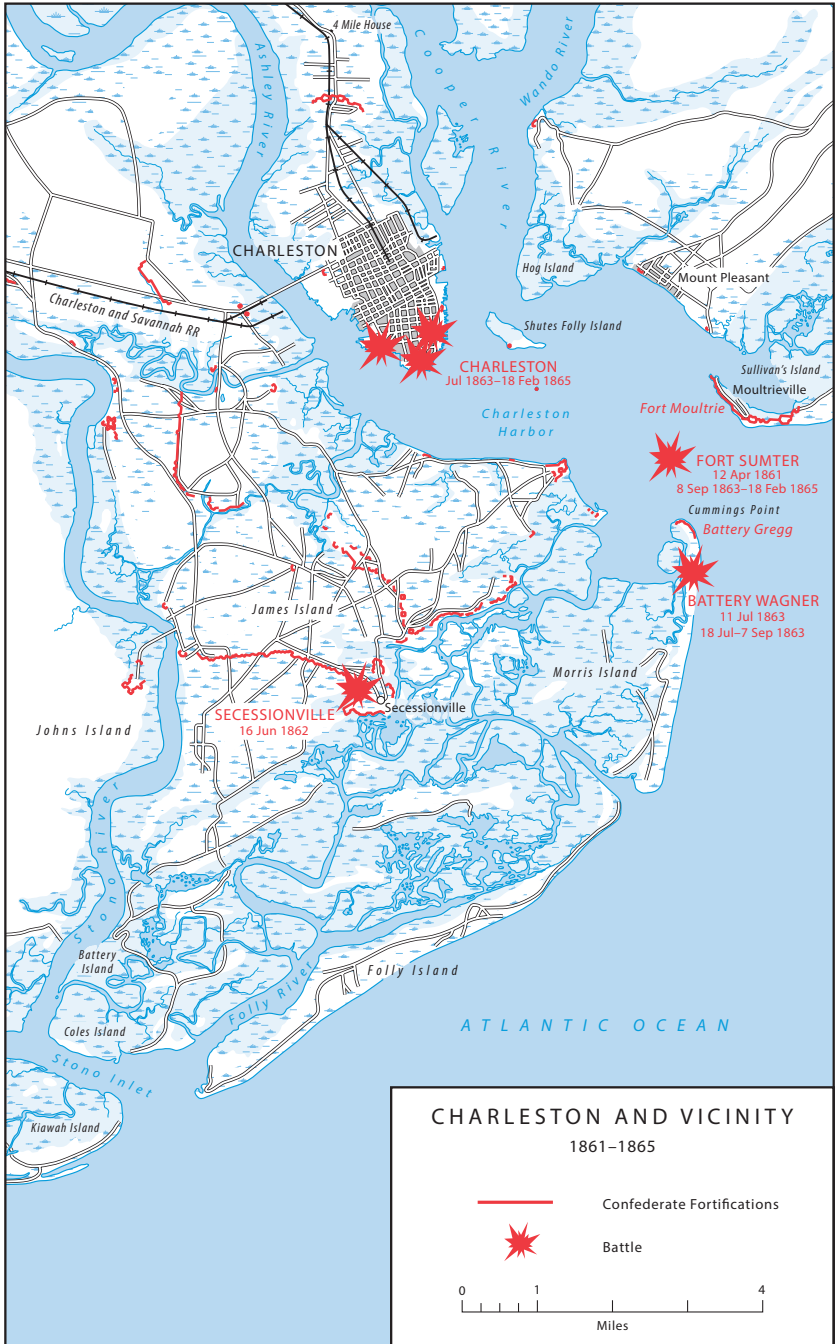 4 Mile House
Ashley River
Cooper River
Wando River
CHARLESTON
Hog Island
Mount Pleasant
Charleston and Savannah RR
Shutes Folly Island
CHARLESTON
Jul 1863–18 Feb 1865
Sullivan's Island
Moultrieville
Fort Moultrie
Charleston
Harbor
FORT SUMTER
12 Apr 1861
8 Sep 1863–18 Feb 1865
Cummings Point
Battery Gregg
BATTERY WAGNER
11 Jul 1863
18 Jul–7 Sep 1863
James Island
Morris Island
Secessionville
SECESSIONVILLE
16 Jun 1862
Johns Island
Stono River
Battery
Island
Folly Island
Folly River
Coles Island
ATLANTIC OCEAN
Stono Inlet
Kiawah Island
CHARLESTON AND VICINITY
1861–1865
Confederate Fortifications
Battle
0 1 4
Miles